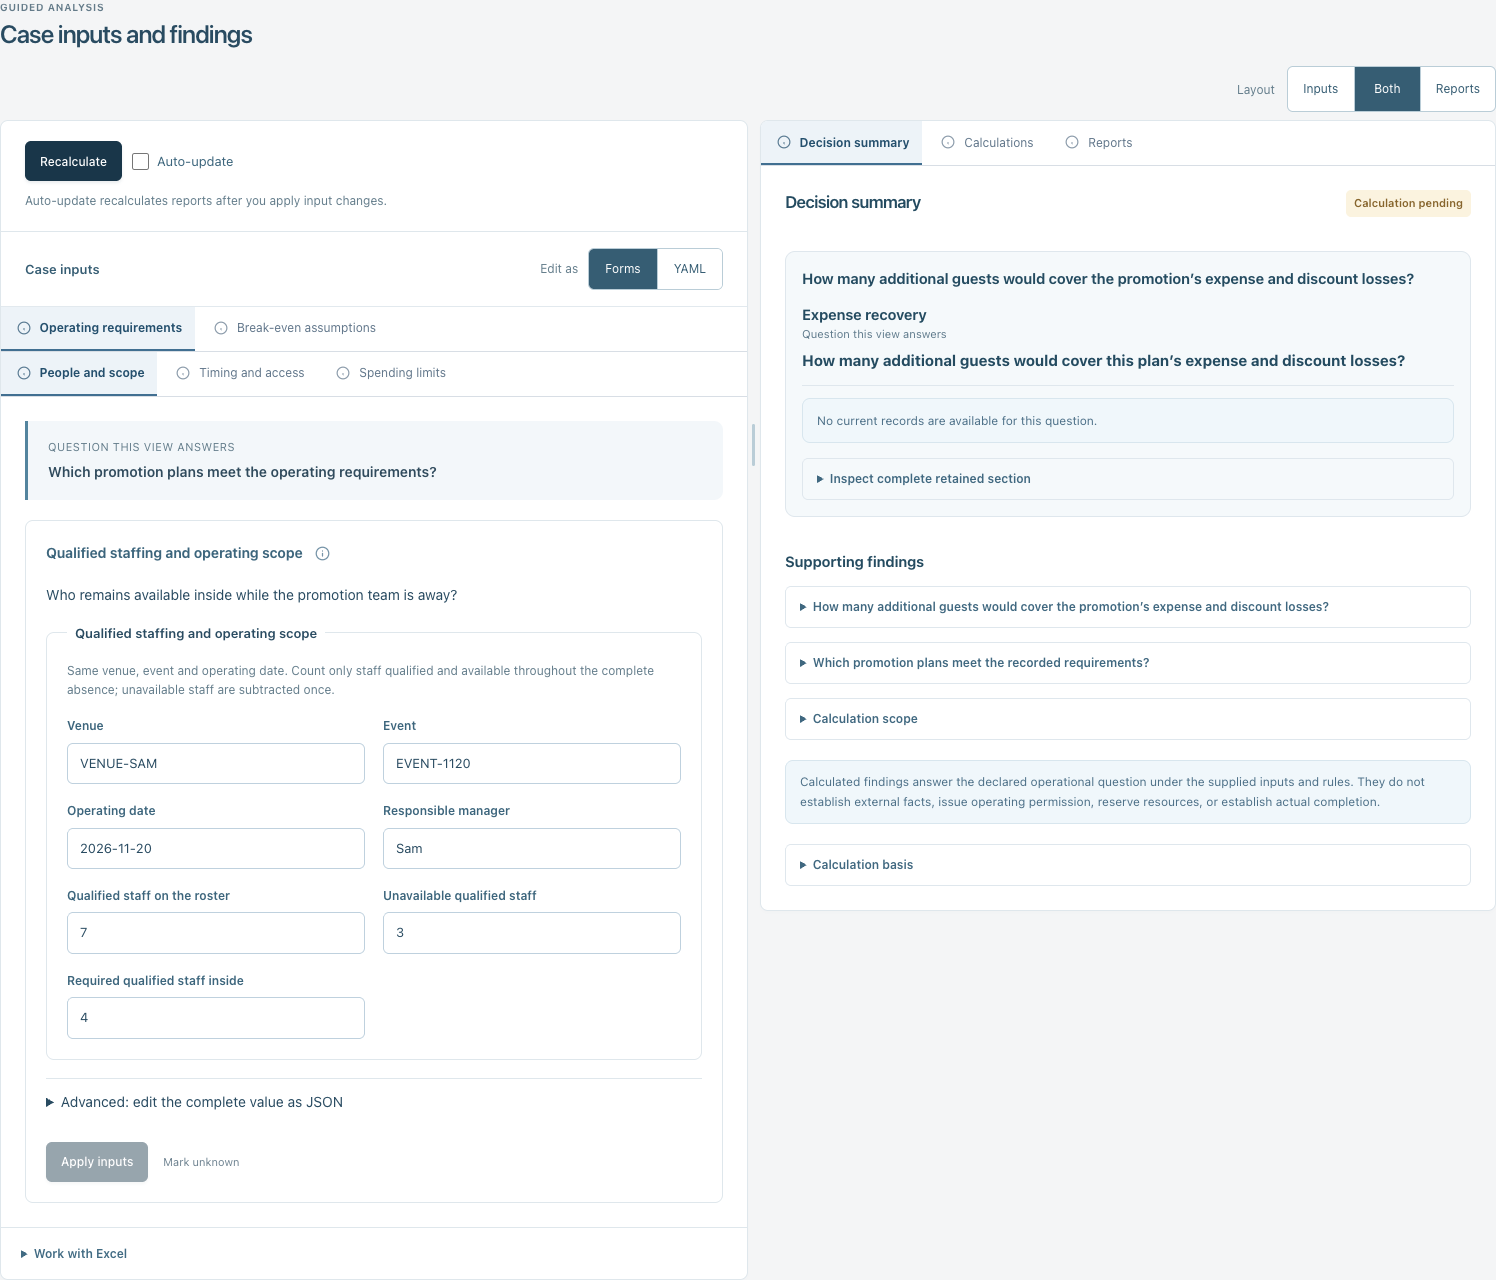 GUIDED ANALYSIS
Case inputs and findings
Layout
Inputs
Both
Reports
Recalculate
Auto-update
Auto-update recalculates reports after you apply input changes.
Case inputs
Edit as
Forms
YAML
Operating requirements
Break-even assumptions
People and scope
Timing and access
Spending limits
QUESTION THIS VIEW ANSWERS
Which promotion plans meet the operating requirements?
Qualified staffing and operating scope
Who remains available inside while the promotion team is away?
Qualified staffing and operating scope
Same venue, event and operating date. Count only staff qualified and available throughout the complete
absence; unavailable staff are subtracted once.
Venue
Event
VENUE-SAM
EVENT-1120
Operating date
Responsible manager
2026-11-20
Sam
Qualified staff on the roster
Unavailable qualified staff
7
3
Required qualified staff inside
4
Advanced: edit the complete value as JSON
Apply inputs
Mark unknown
Work with Excel
Decision summary
Calculations
Reports
Decision summary
Calculation pending
How many additional guests would cover the promotion’s expense and discount losses?
Expense recovery
Question this view answers
How many additional guests would cover this plan’s expense and discount losses?
No current records are available for this question.
Inspect complete retained section
Supporting findings
How many additional guests would cover the promotion’s expense and discount losses?
Which promotion plans meet the recorded requirements?
Calculation scope
Calculated findings answer the declared operational question under the supplied inputs and rules. They do not
establish external facts, issue operating permission, reserve resources, or establish actual completion.
Calculation basis